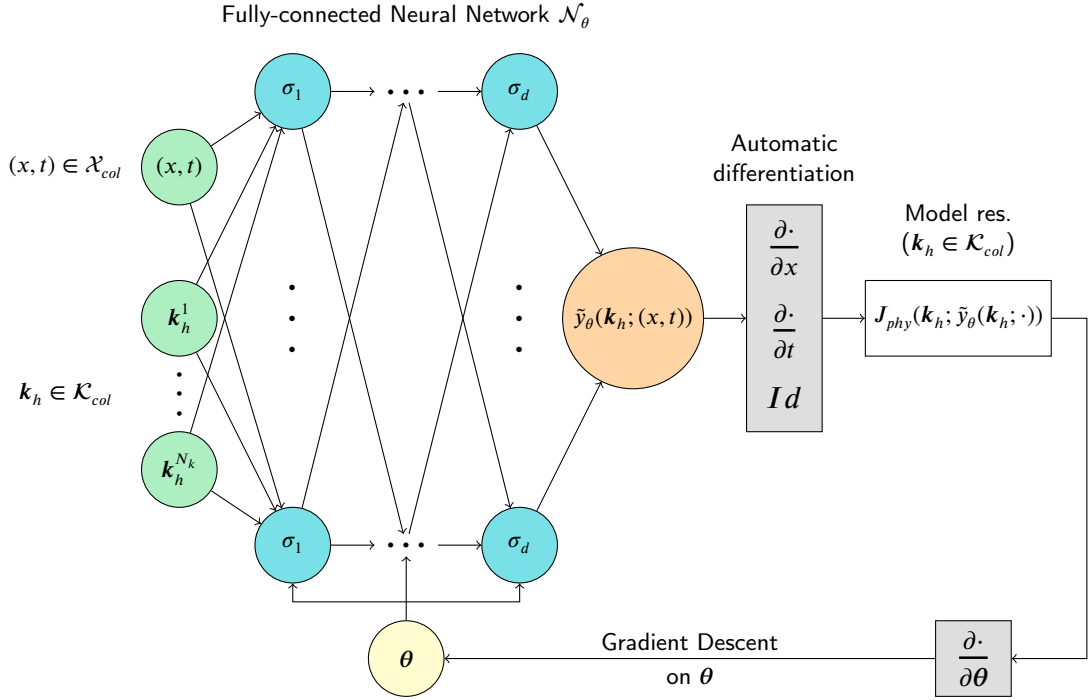 Fully-connected Neural Network 𝒩_θ
σ_1
· · ·
σ_d
(x, t) ∈ 𝒳_col
(x, t)
Automatic
differentiation
∂·
∂x
∂·
∂t
Id
Model res.
(k_h ∈ 𝒦_col)
k_h^1
ỹ_θ(k_h; (x, t))
J_phy(k_h; ỹ_θ(k_h; ·))
k_h ∈ 𝒦_col
k_h^{N_k}
σ_1
· · ·
σ_d
θ
Gradient Descent
on θ
∂·
∂θ